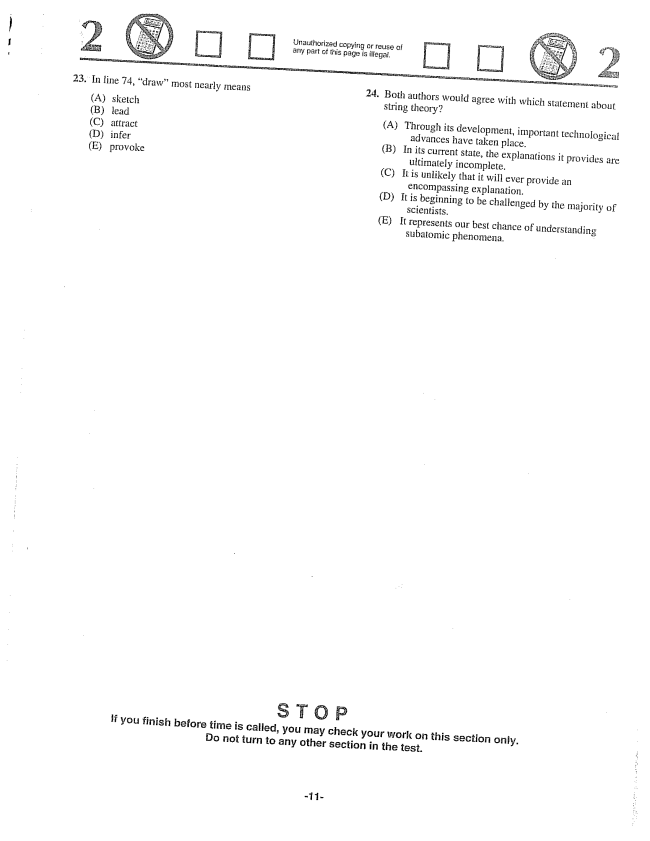 2
Unauthorized copying or reuse of
any part of this page is illegal.
2
23. In line 74, “draw” most nearly means
(A) sketch
(B) lead
(C) attract
(D) infer
(E) provoke
24. Both authors would agree with which statement about
string theory?
(A) Through its development, important technological
advances have taken place.
(B) In its current state, the explanations it provides are
ultimately incomplete.
(C) It is unlikely that it will ever provide an
encompassing explanation.
(D) It is beginning to be challenged by the majority of
scientists.
(E) It represents our best chance of understanding
subatomic phenomena.
STOP
If you finish before time is called, you may check your work on this section only.
Do not turn to any other section in the test.
-11-